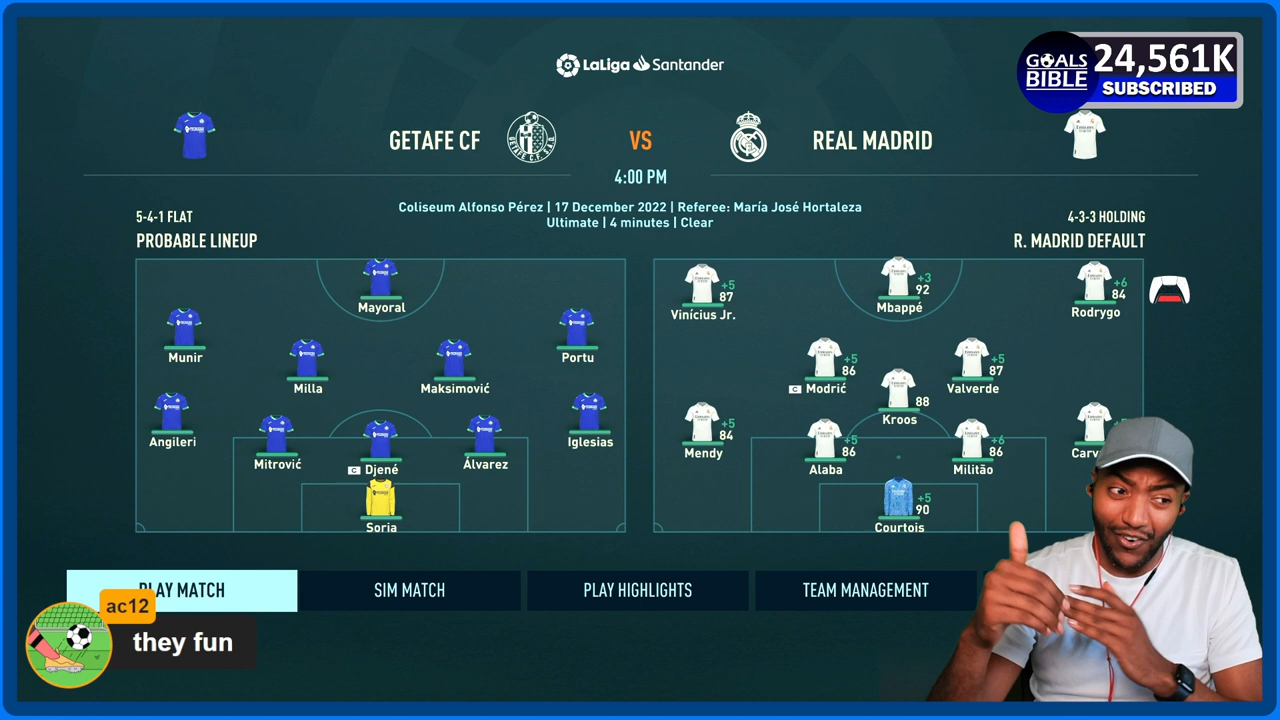 LaLiga Santander
GOALS BIBLE
24,561K
SUBSCRIBED
GETAFE CF
VS
REAL MADRID
4:00 PM
Coliseum Alfonso Pérez | 17 December 2022 | Referee: María José Hortaleza
Ultimate | 4 minutes | Clear
5-4-1 FLAT
PROBABLE LINEUP
4-3-3 HOLDING
R. MADRID DEFAULT
Mayoral
Munir
Portu
Milla
Maksimović
Angileri
Iglesias
Mitrović
C Djené
Álvarez
Soria
+5
87
Vinícius Jr.
+3
92
Mbappé
+6
84
Rodrygo
+5
86
C Modrić
+5
87
Valverde
88
Kroos
+5
84
Mendy
+5
86
Alaba
+6
86
Militão
Carv
+5
90
Courtois
PLAY MATCH
SIM MATCH
PLAY HIGHLIGHTS
TEAM MANAGEMENT
ac12
they fun